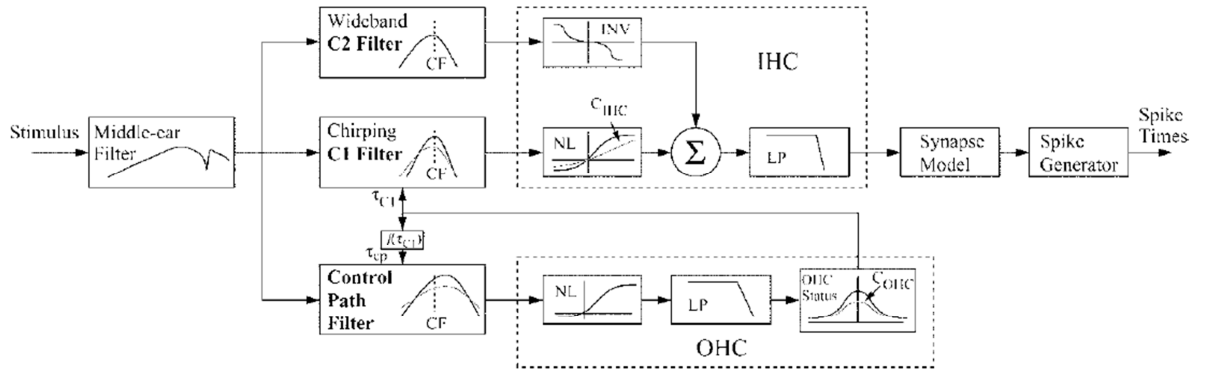 Wideband
C2 Filter
CF
INV
IHC
Stimulus
Middle-ear
Filter
Chirping
C1 Filter
CF
NL
C_IHC
Σ
LP
Synapse
Model
Spike
Generator
Spike
Times
τ_C1
f(τ_C1)
τ_cp
Control
Path
Filter
CF
NL
LP
OHC
Status
C_OHC
OHC